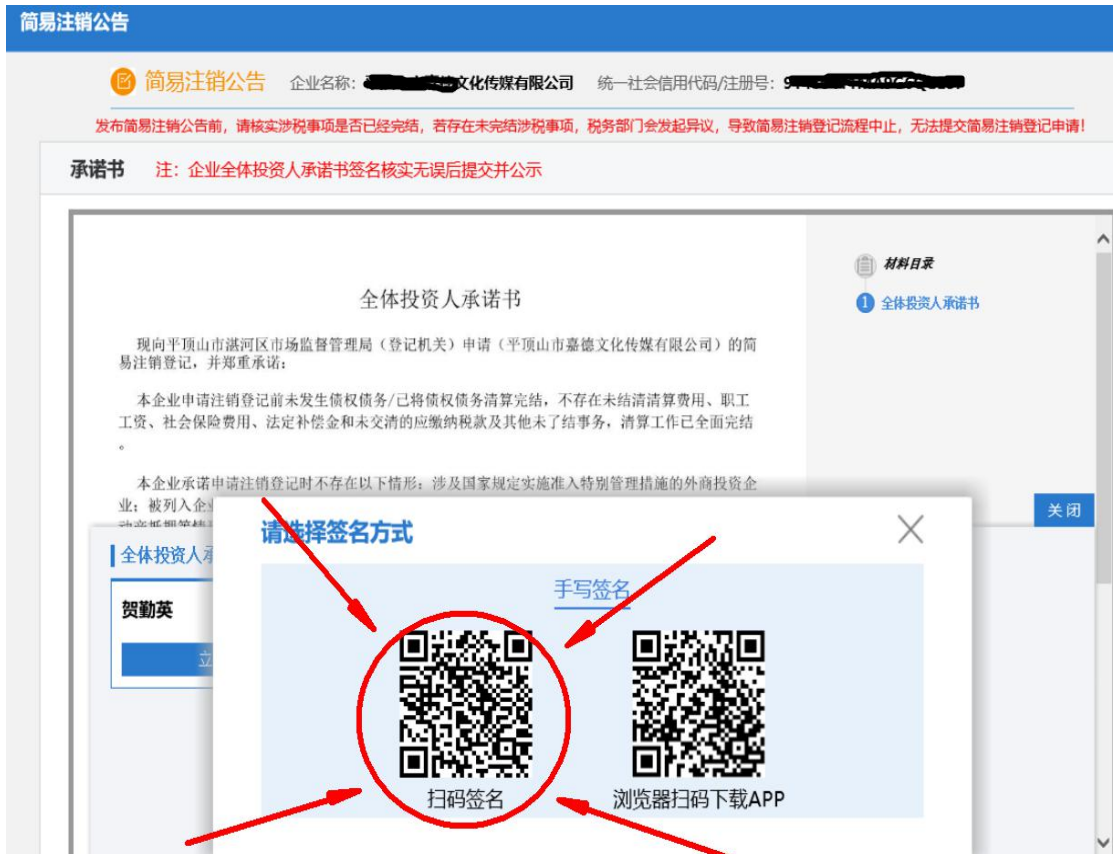 简易注销公告
简易注销公告 企业名称: 文化传媒有限公司 统一社会信用代码/注册号:
发布简易注销公告前，请核实涉税事项是否已经完结，若存在未完结涉税事项，税务部门会发起异议，导致简易注销登记流程中止，无法提交简易注销登记申请！
承诺书 注：企业全体投资人承诺书签名核实无误后提交并公示
材料目录
1 全体投资人承诺书
全体投资人承诺书
现向平顶山市湛河区市场监督管理局（登记机关）申请（平顶山市嘉德文化传媒有限公司）的简
易注销登记，并郑重承诺：
本企业申请注销登记前未发生债权债务/已将债权债务清算完结，不存在未结清清算费用、职工
工资、社会保险费用、法定补偿金和未交清的应缴纳税款及其他未了结事务，清算工作已全面完结
。
本企业承诺申请注销登记时不存在以下情形：涉及国家规定实施准入特别管理措施的外商投资企
业；被列入企
关闭
全体投资人承
贺勤英
立
请选择签名方式
手写签名
扫码签名 浏览器扫码下载APP